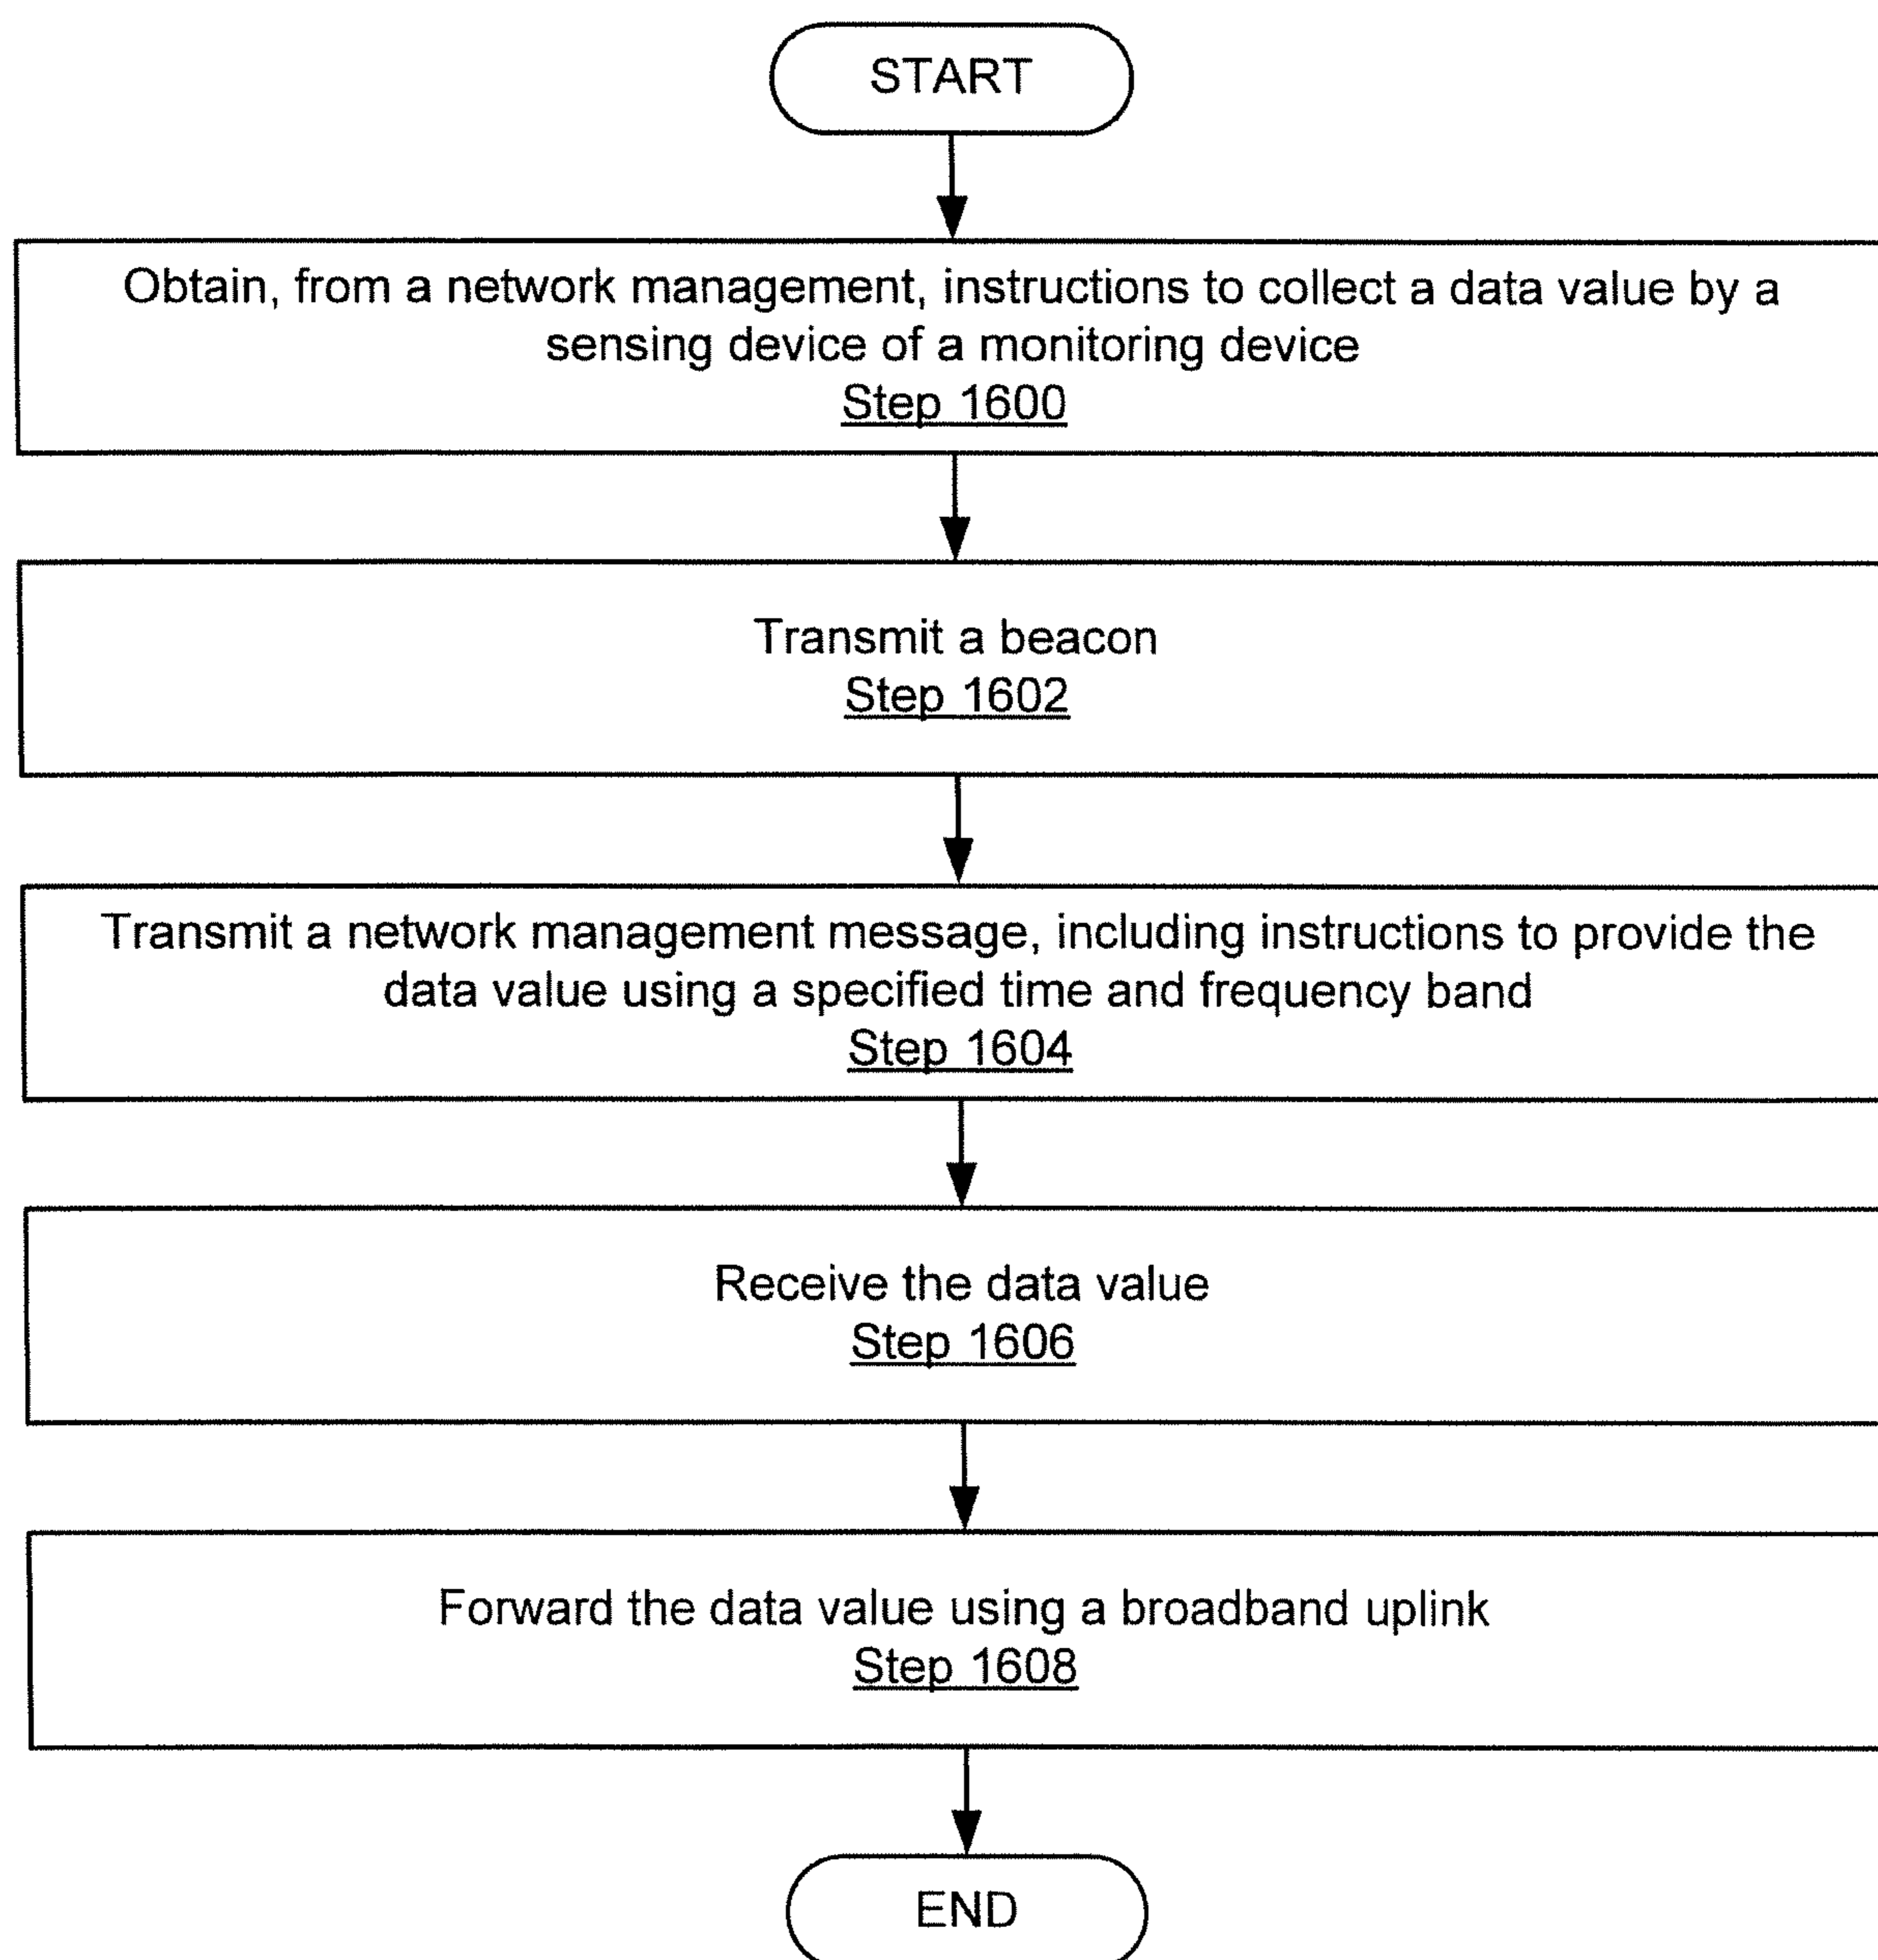 START
Obtain, from a network management, instructions to collect a data value by a
sensing device of a monitoring device
Step 1600
Transmit a beacon
Step 1602
Transmit a network management message, including instructions to provide the
data value using a specified time and frequency band
Step 1604
Receive the data value
Step 1606
Forward the data value using a broadband uplink
Step 1608
END